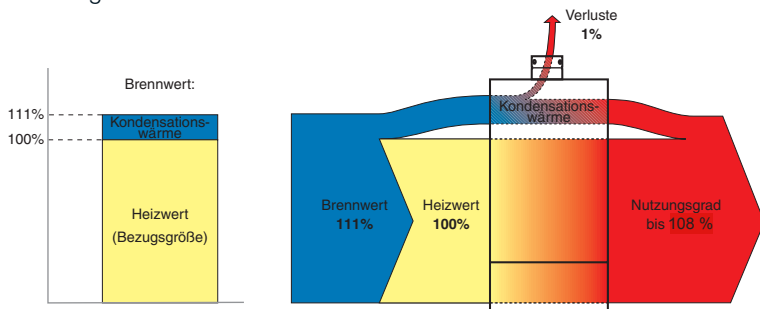 Brennwert:
111%
100%
Kondensations-
wärme
Heizwert
(Bezugsgröße)
Verluste
1%
Kondensations-
wärme
Brennwert
111%
Heizwert
100%
Nutzungsgrad
bis 108 %